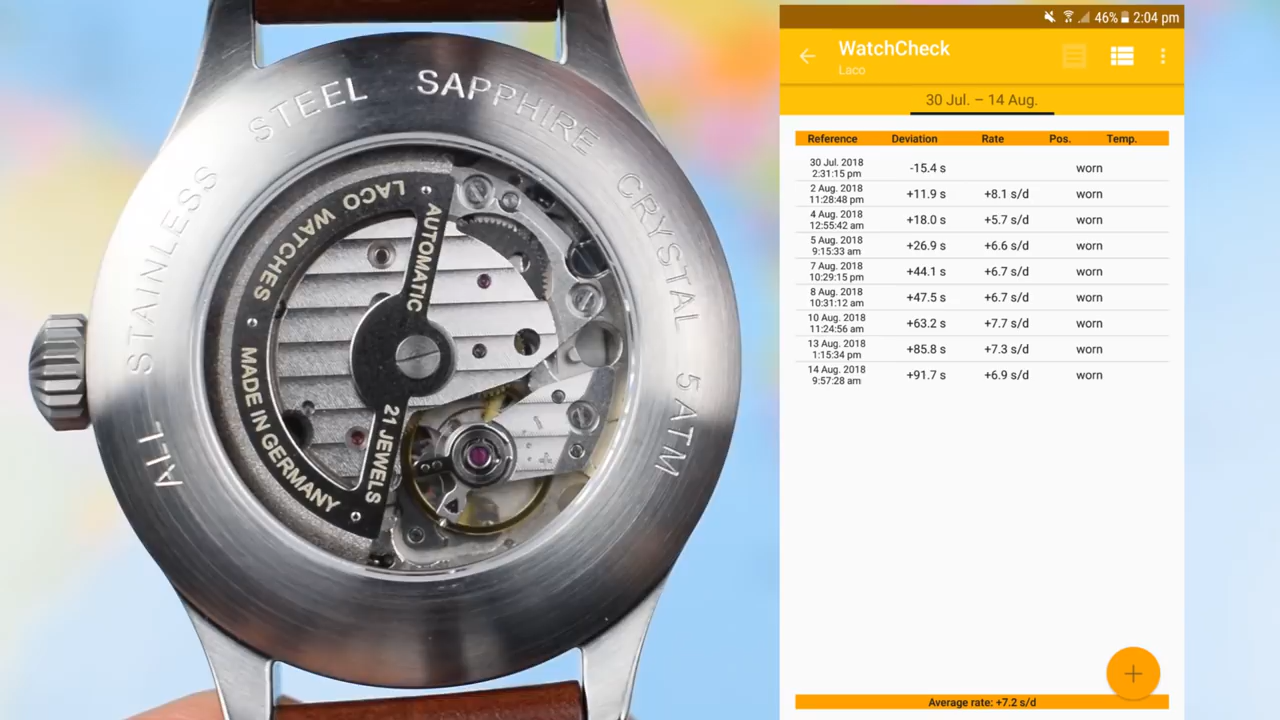 ALL STAINLESS STEEL SAPPHIRE CRYSTAL 5 ATM
LACO WATCHES
MADE IN GERMANY
AUTOMATIC
21 JEWELS
46% 2:04 pm
WatchCheck
Laco
30 Jul. – 14 Aug.
Reference Deviation Rate Pos. Temp.
30 Jul. 2018
2:31:15 pm
-15.4 s worn
2 Aug. 2018
11:28:48 pm
+11.9 s +8.1 s/d worn
4 Aug. 2018
12:55:42 am
+18.0 s +5.7 s/d worn
5 Aug. 2018
9:15:33 am
+26.9 s +6.6 s/d worn
7 Aug. 2018
10:29:15 pm
+44.1 s +6.7 s/d worn
8 Aug. 2018
10:31:12 am
+47.5 s +6.7 s/d worn
10 Aug. 2018
11:24:56 am
+63.2 s +7.7 s/d worn
13 Aug. 2018
1:15:34 pm
+85.8 s +7.3 s/d worn
14 Aug. 2018
9:57:28 am
+91.7 s +6.9 s/d worn
Average rate: +7.2 s/d